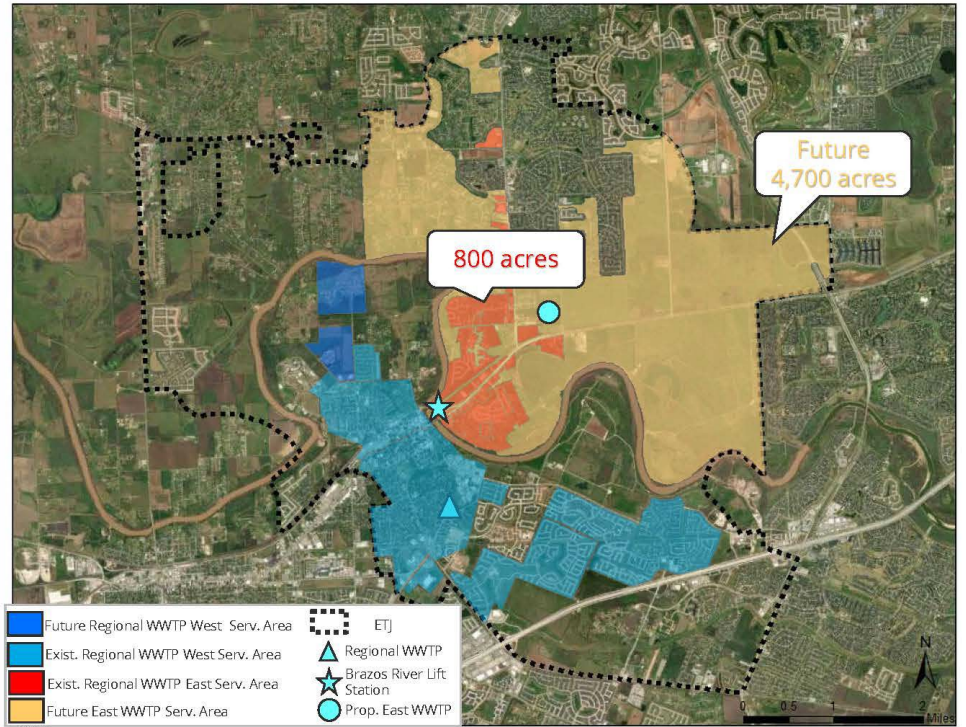 Future
4,700 acres
800 acres
Future Regional WWTP West Serv. Area
Exist. Regional WWTP West Serv. Area
Exist. Regional WWTP East Serv. Area
Future East WWTP Serv. Area
ETJ
Regional WWTP
Brazos River Lift
Station
Prop. East WWTP
N
0 0.5 1 2
Miles